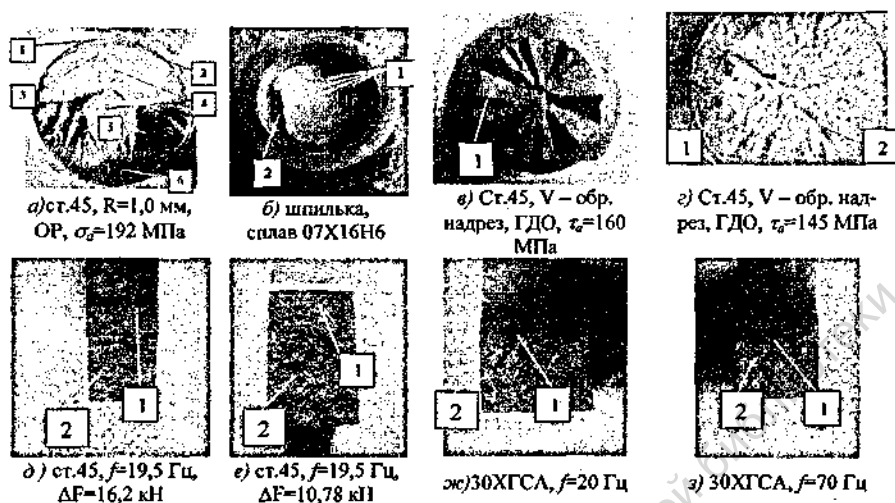 1
2
3
4
5
6
1
2
1
1
2
а)ст.45, R=1,0 мм,
ОР, σa=192 МПа
б) шпилька,
сплав 07Х16Н6
в) Ст.45, V – обр.
надрез, ГДО, τa=160
МПа
г) Ст.45, V – обр. над-
рез, ГДО, τa=145 МПа
2
1
2
1
2
1
2
1
д) ст.45, f=19,5 Гц,
ΔF=16,2 кН
е) ст.45, f=19,5 Гц,
ΔF=10,78 кН
ж)30ХГСА, f=20 Гц
з) 30ХГСА, f=70 Гц